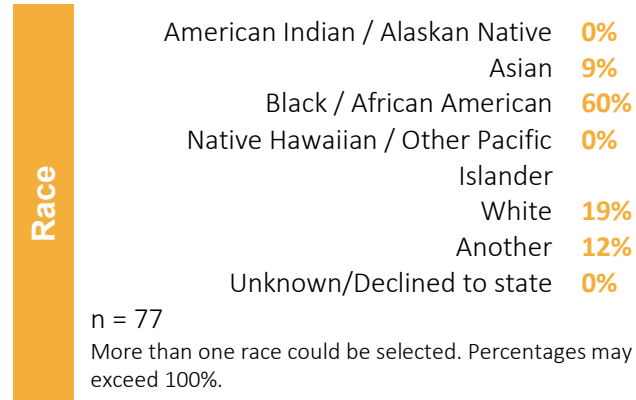 Race
American Indian / Alaskan Native 0%
Asian 9%
Black / African American 60%
Native Hawaiian / Other Pacific 0%
Islander
White 19%
Another 12%
Unknown/Declined to state 0%
n = 77
More than one race could be selected. Percentages may
exceed 100%.